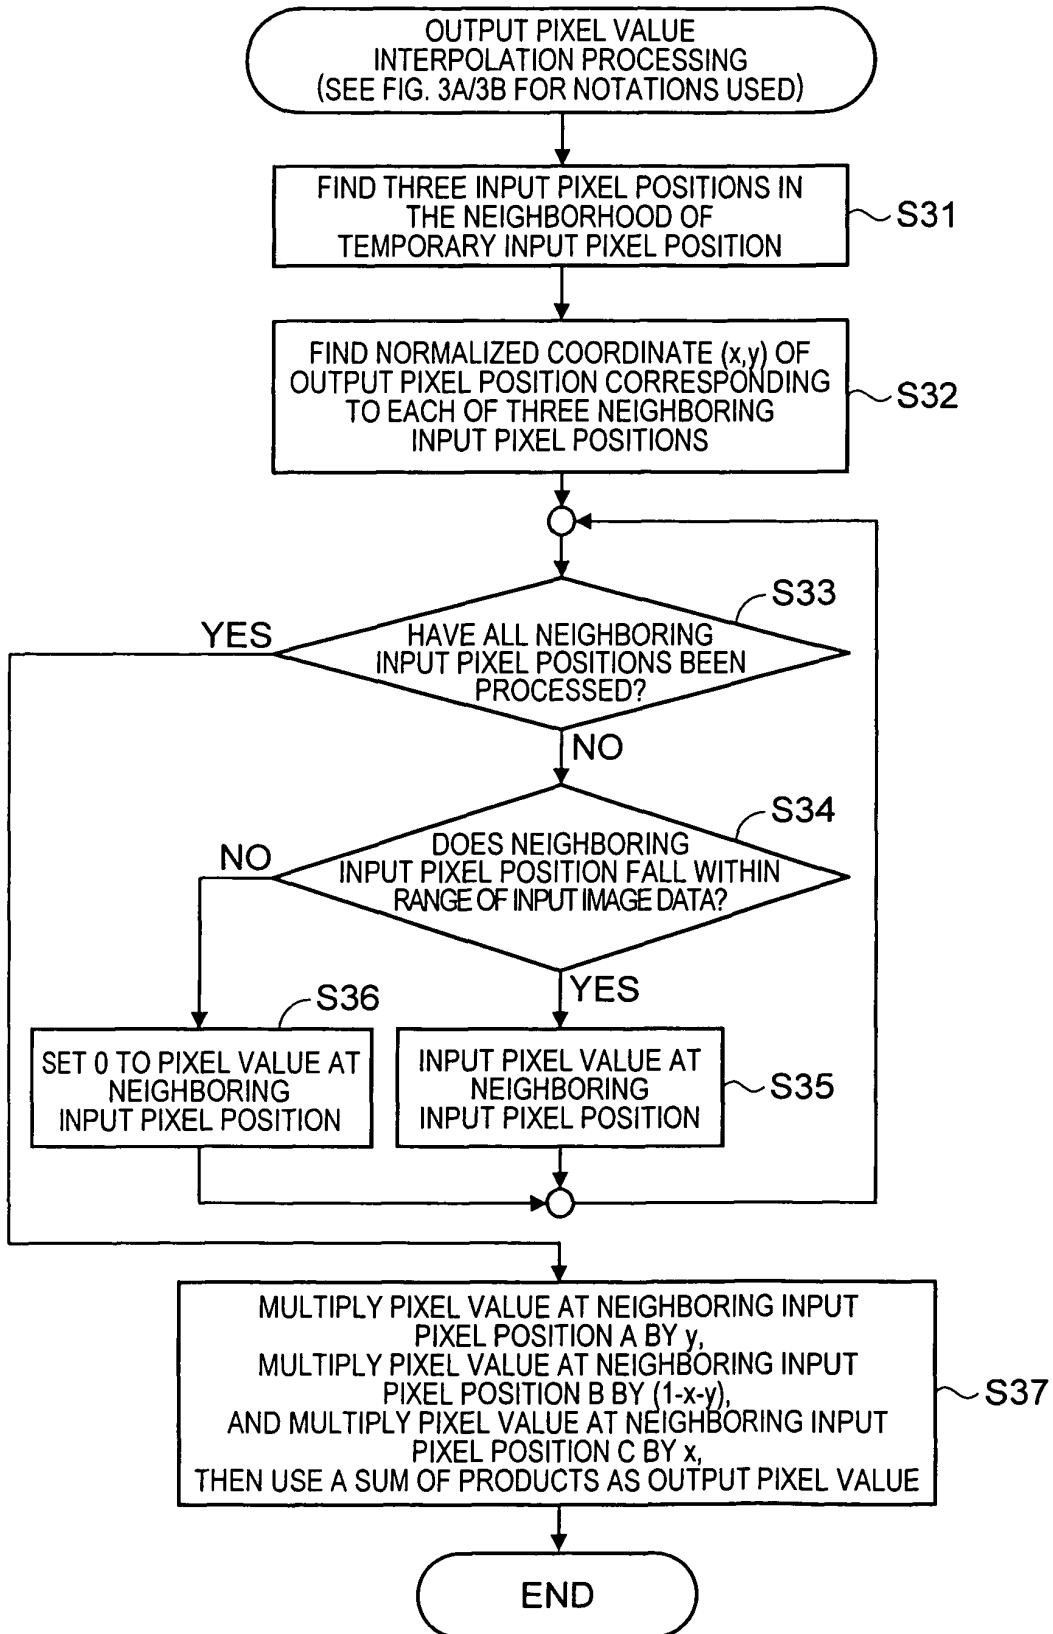 OUTPUT PIXEL VALUE
INTERPOLATION PROCESSING
(SEE FIG. 3A/3B FOR NOTATIONS USED)
FIND THREE INPUT PIXEL POSITIONS IN
THE NEIGHBORHOOD OF
TEMPORARY INPUT PIXEL POSITION
S31
FIND NORMALIZED COORDINATE (x,y) OF
OUTPUT PIXEL POSITION CORRESPONDING
TO EACH OF THREE NEIGHBORING
INPUT PIXEL POSITIONS
S32
S33
YES
HAVE ALL NEIGHBORING
INPUT PIXEL POSITIONS BEEN
PROCESSED?
NO
S34
NO
DOES NEIGHBORING
INPUT PIXEL POSITION FALL WITHIN
RANGE OF INPUT IMAGE DATA?
YES
S36
SET 0 TO PIXEL VALUE AT
NEIGHBORING
INPUT PIXEL POSITION
INPUT PIXEL VALUE AT
NEIGHBORING
INPUT PIXEL POSITION
S35
MULTIPLY PIXEL VALUE AT NEIGHBORING INPUT
PIXEL POSITION A BY y,
MULTIPLY PIXEL VALUE AT NEIGHBORING INPUT
PIXEL POSITION B BY (1-x-y),
AND MULTIPLY PIXEL VALUE AT NEIGHBORING INPUT
PIXEL POSITION C BY x,
THEN USE A SUM OF PRODUCTS AS OUTPUT PIXEL VALUE
S37
END